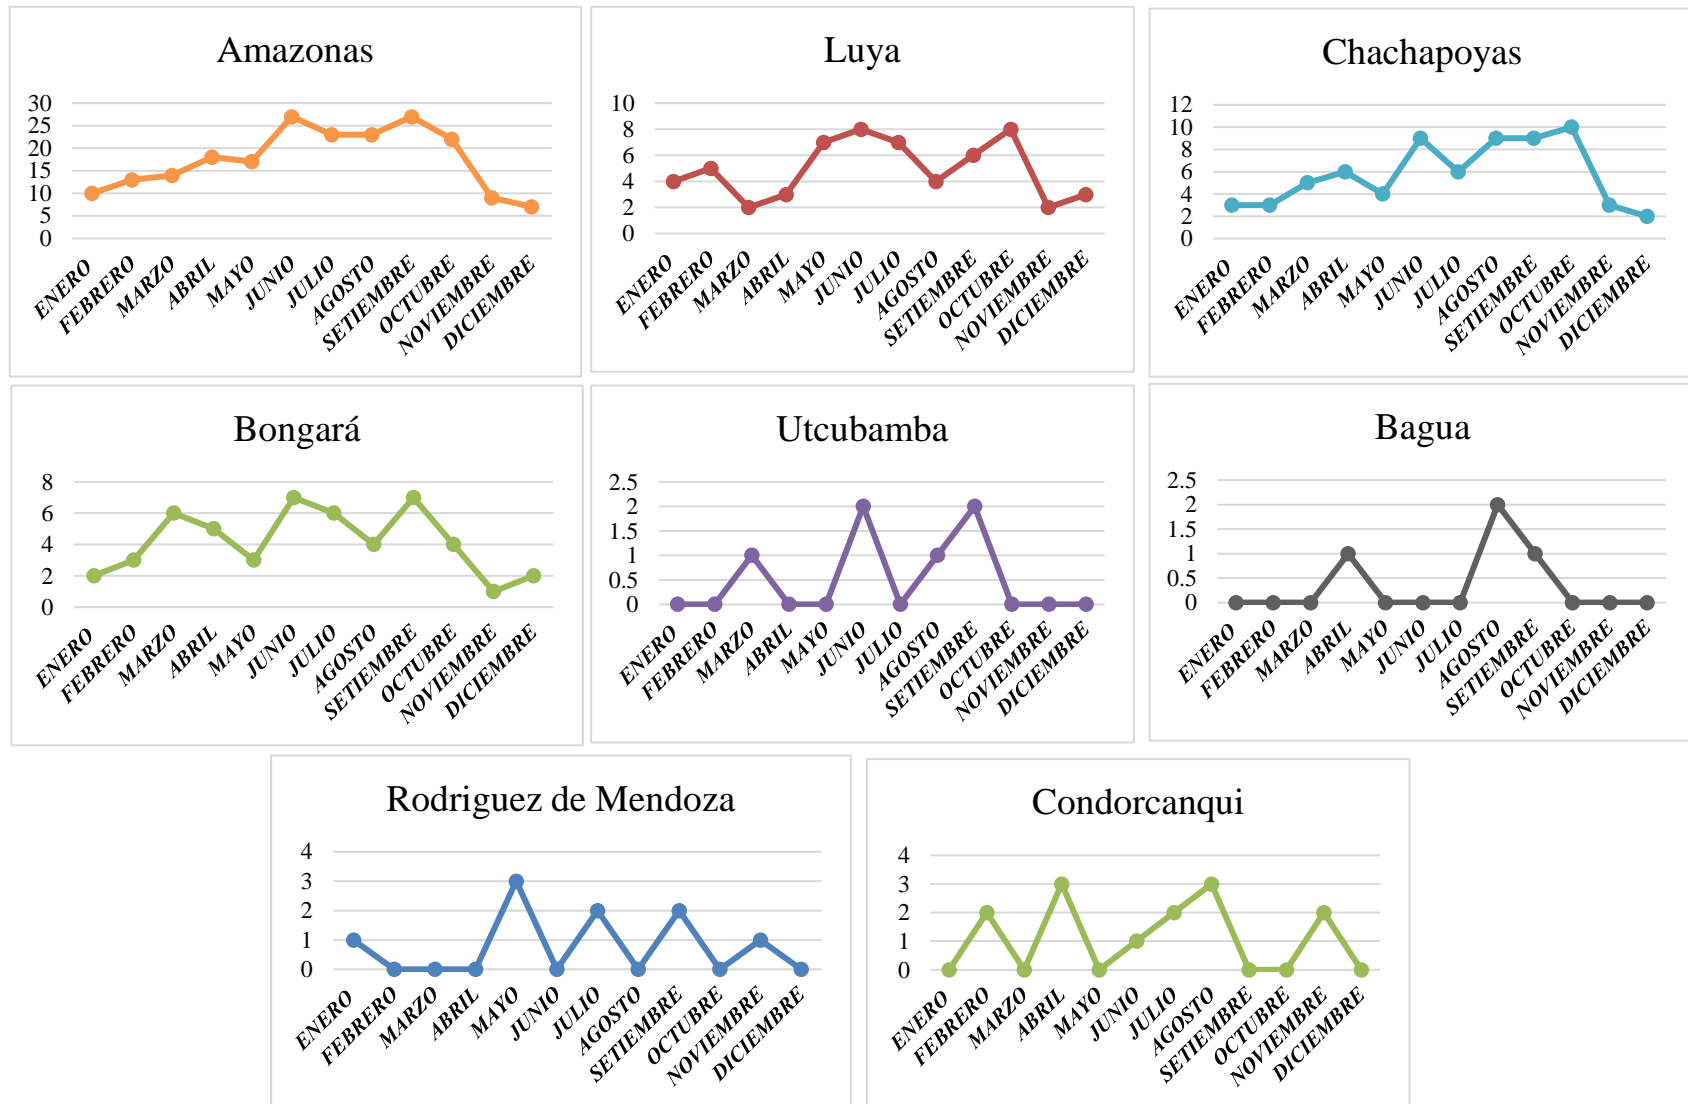 Amazonas
30
25
20
15
10
5
0
ENERO
FEBRERO
MARZO
ABRIL
MAYO
JUNIO
JULIO
AGOSTO
SETIEMBRE
OCTUBRE
NOVIEMBRE
DICIEMBRE
Luya
10
8
6
4
2
0
ENERO
FEBRERO
MARZO
ABRIL
MAYO
JUNIO
JULIO
AGOSTO
SETIEMBRE
OCTUBRE
NOVIEMBRE
DICIEMBRE
Chachapoyas
12
10
8
6
4
2
0
ENERO
FEBRERO
MARZO
ABRIL
MAYO
JUNIO
JULIO
AGOSTO
SETIEMBRE
OCTUBRE
NOVIEMBRE
DICIEMBRE
Bongará
8
6
4
2
0
ENERO
FEBRERO
MARZO
ABRIL
MAYO
JUNIO
JULIO
AGOSTO
SETIEMBRE
OCTUBRE
NOVIEMBRE
DICIEMBRE
Utcubamba
2.5
2
1.5
1
0.5
0
ENERO
FEBRERO
MARZO
ABRIL
MAYO
JUNIO
JULIO
AGOSTO
SETIEMBRE
OCTUBRE
NOVIEMBRE
DICIEMBRE
Bagua
2.5
2
1.5
1
0.5
0
ENERO
FEBRERO
MARZO
ABRIL
MAYO
JUNIO
JULIO
AGOSTO
SETIEMBRE
OCTUBRE
NOVIEMBRE
DICIEMBRE
Rodriguez de Mendoza
4
3
2
1
0
ENERO
FEBRERO
MARZO
ABRIL
MAYO
JUNIO
JULIO
AGOSTO
SETIEMBRE
OCTUBRE
NOVIEMBRE
DICIEMBRE
Condorcanqui
4
3
2
1
0
ENERO
FEBRERO
MARZO
ABRIL
MAYO
JUNIO
JULIO
AGOSTO
SETIEMBRE
OCTUBRE
NOVIEMBRE
DICIEMBRE